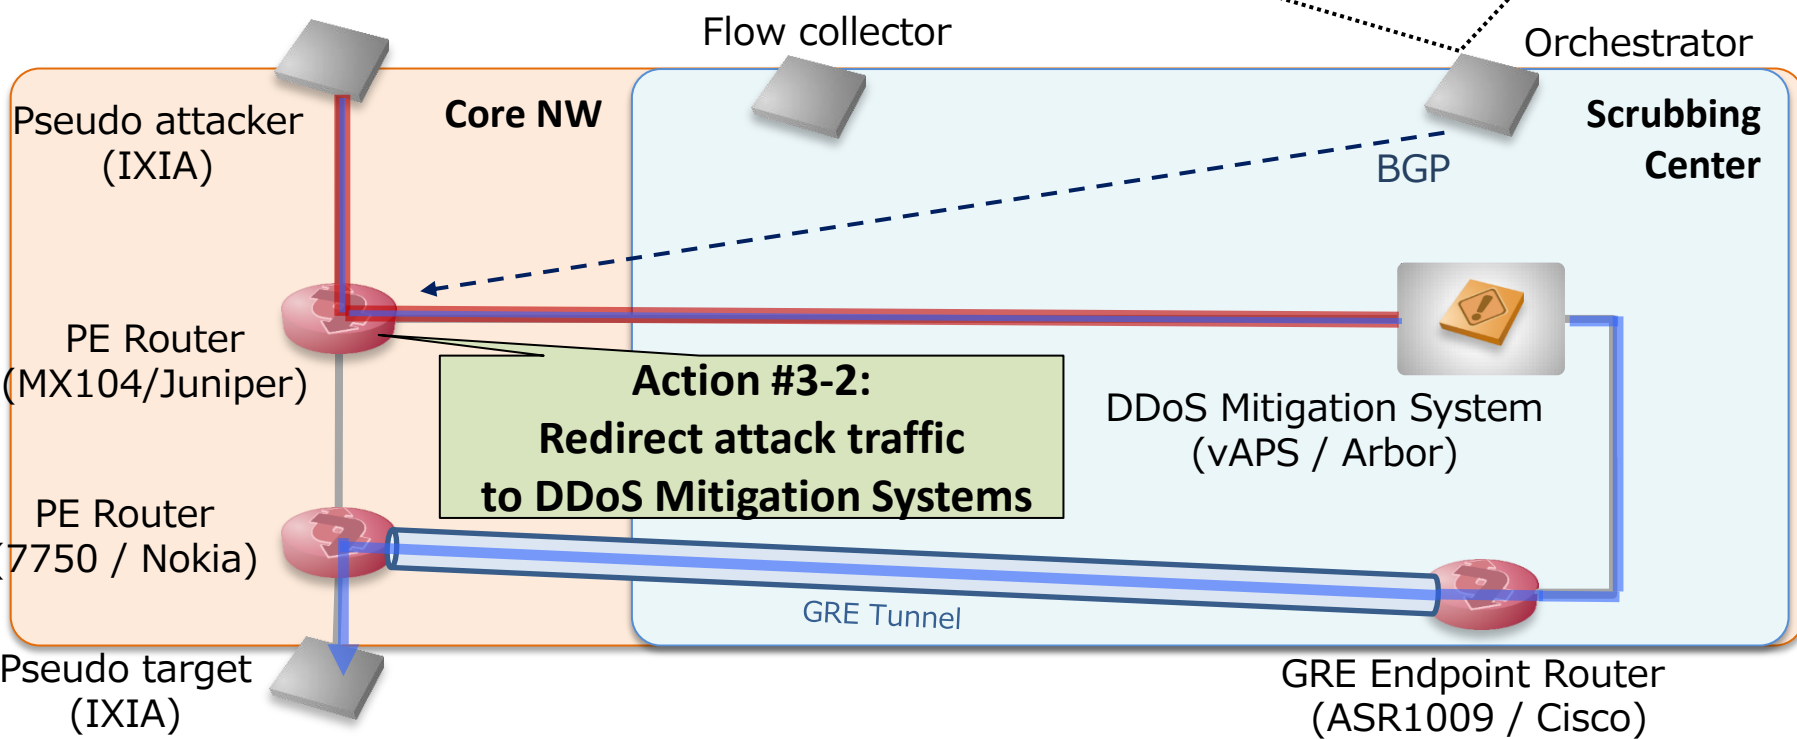 Flow collector
Orchestrator
Pseudo attacker
(IXIA)
Core NW
Scrubbing
Center
BGP
PE Router
(MX104/Juniper)
Action #3-2:
Redirect attack traffic
to DDoS Mitigation Systems
DDoS Mitigation System
(vAPS / Arbor)
PE Router
(7750 / Nokia)
GRE Tunnel
Pseudo target
(IXIA)
GRE Endpoint Router
(ASR1009 / Cisco)